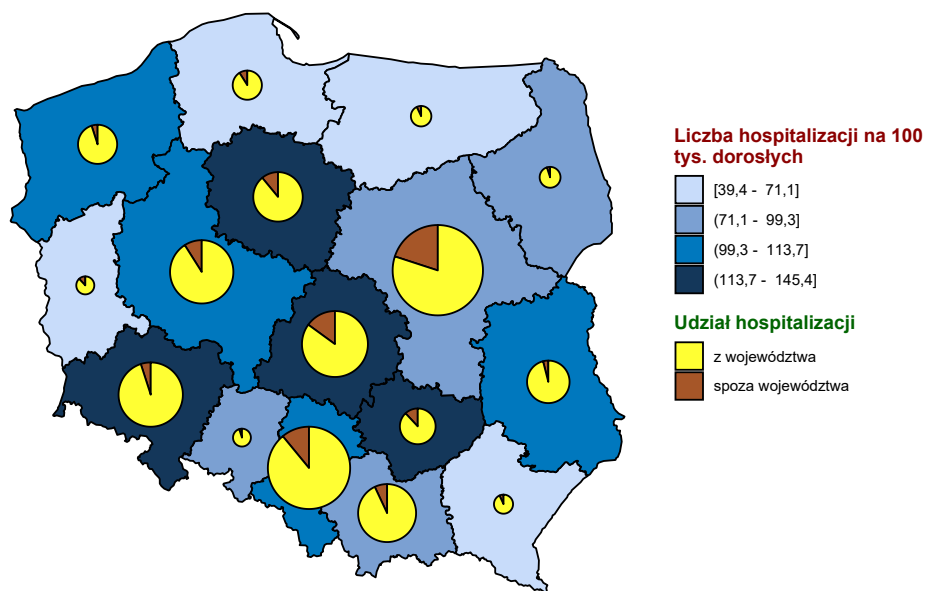 Liczba hospitalizacji na 100
tys. dorosłych
[39,4 - 71,1]
(71,1 - 99,3]
(99,3 - 113,7]
(113,7 - 145,4]
Udział hospitalizacji
z województwa
spoza województwa